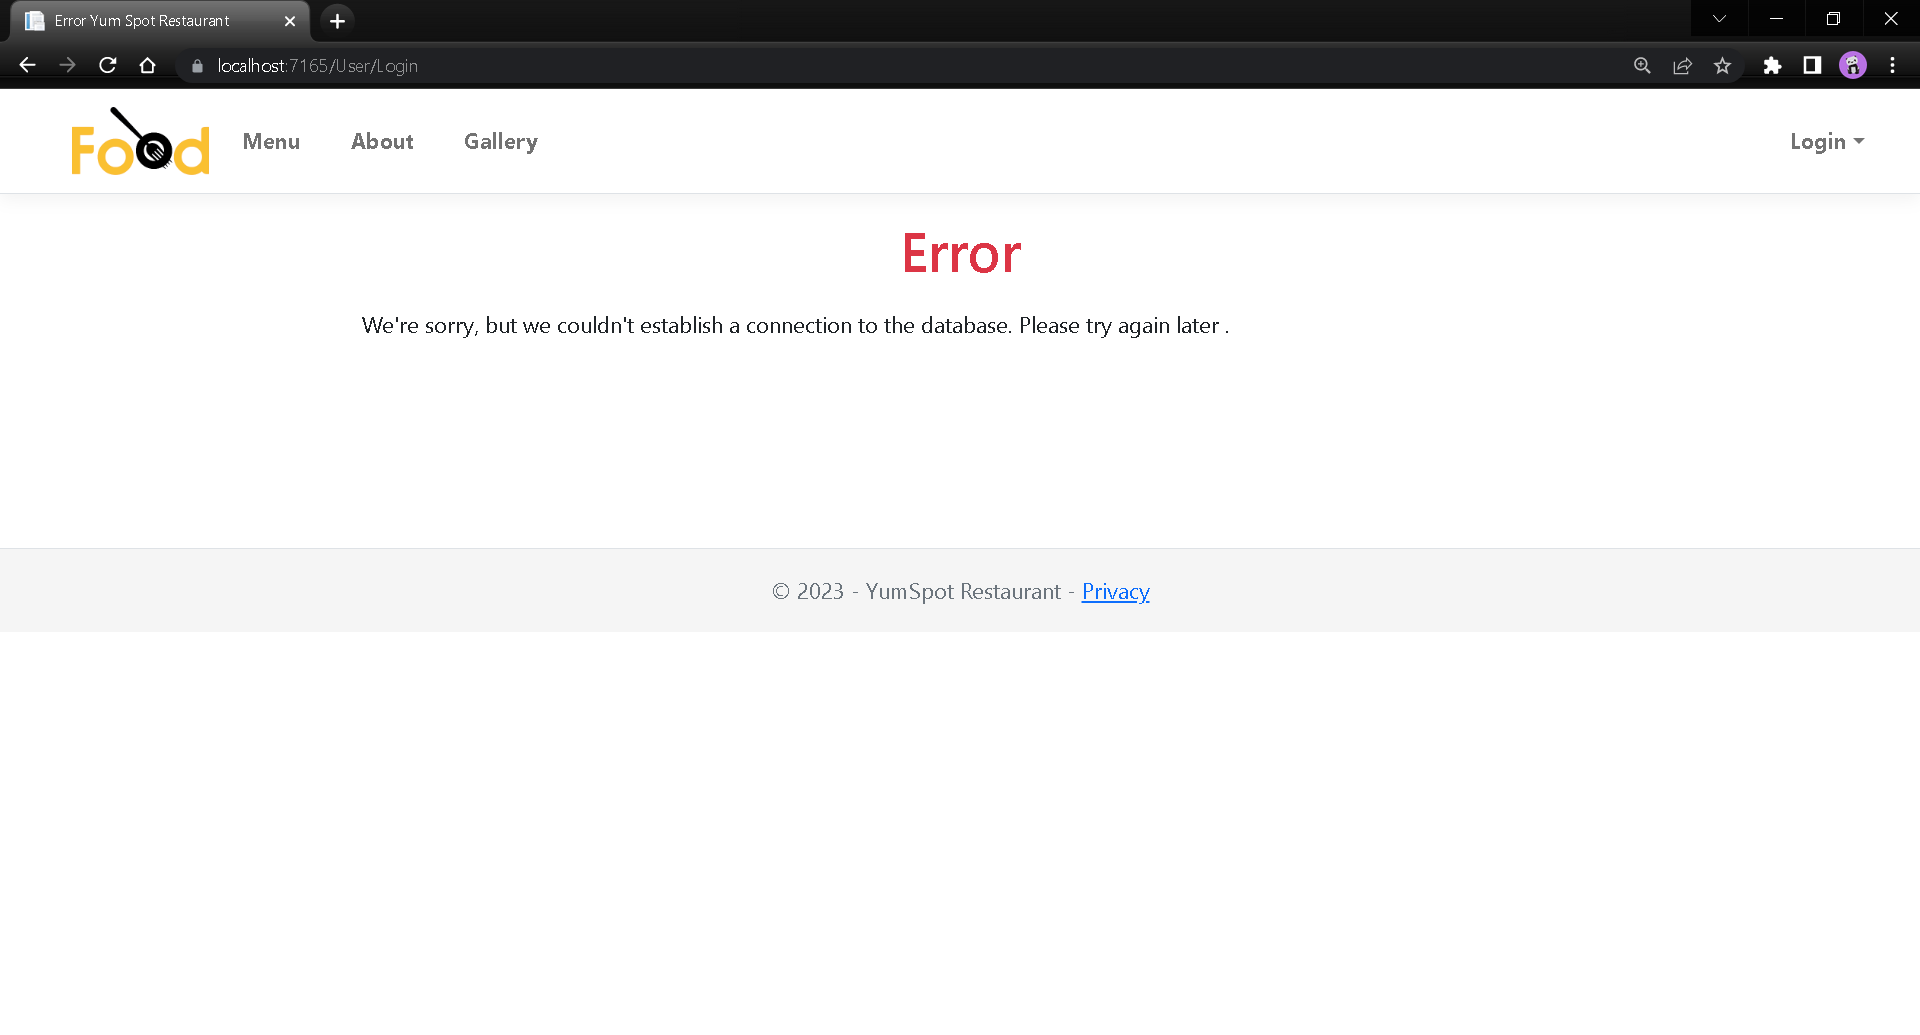 Error Yum Spot Restaurant
localhost:7165/User/Login
Food
Menu About Gallery Login
Error
We're sorry, but we couldn't establish a connection to the database. Please try again later .
© 2023 - YumSpot Restaurant - Privacy